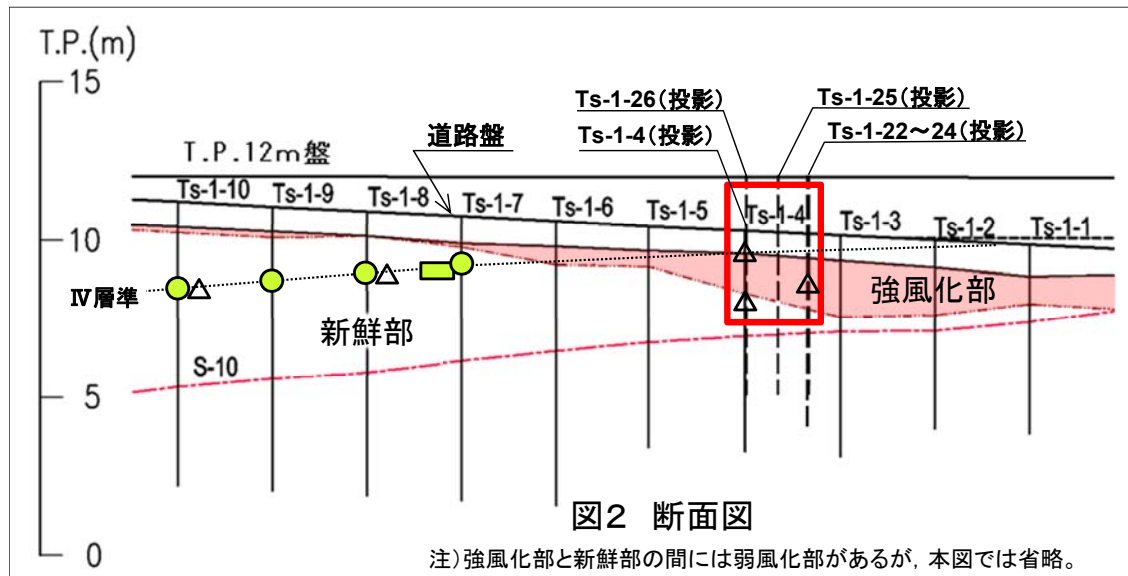 T.P.(m)
15
Ts-1-26(投影)
Ts-1-25(投影)
Ts-1-4(投影)
Ts-1-22～24(投影)
道路盤
T.P.12m盤
Ts-1-10
Ts-1-9
Ts-1-8
Ts-1-7
Ts-1-6
Ts-1-5
Ts-1-4
Ts-1-3
Ts-1-2
Ts-1-1
10
Ⅳ層準
強風化部
新鮮部
S-10
5
図2 断面図
0
注)強風化部と新鮮部の間には弱風化部があるが，本図では省略。